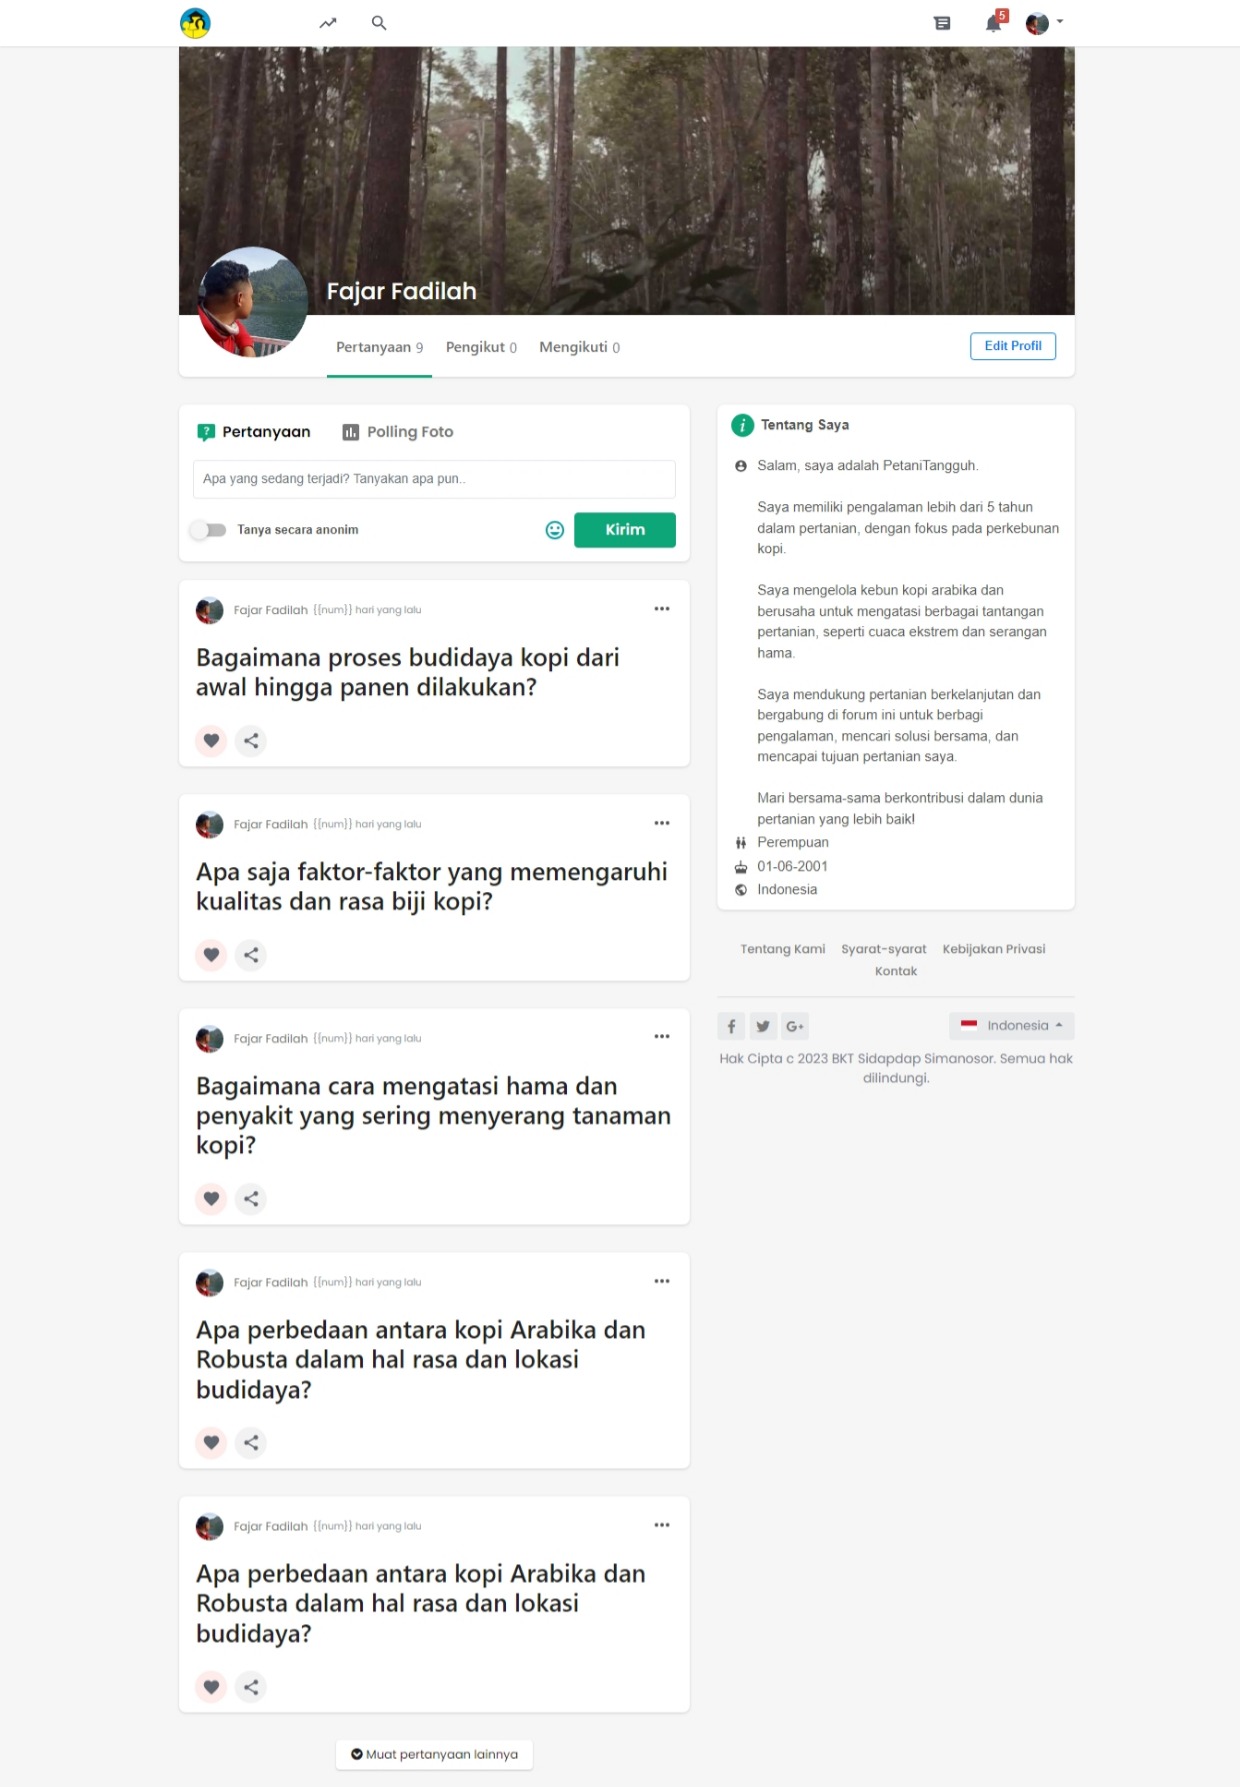 5
Fajar Fadilah
Pertanyaan 9
Pengikut 0
Mengikuti 0
Edit Profil
Pertanyaan
Polling Foto
Apa yang sedang terjadi? Tanyakan apa pun..
Tanya secara anonim
Kirim
Fajar Fadilah {{num}} hari yang lalu
Bagaimana proses budidaya kopi dari
awal hingga panen dilakukan?
Fajar Fadilah {{num}} hari yang lalu
Apa saja faktor-faktor yang memengaruhi
kualitas dan rasa biji kopi?
Fajar Fadilah {{num}} hari yang lalu
Bagaimana cara mengatasi hama dan
penyakit yang sering menyerang tanaman
kopi?
Fajar Fadilah {{num}} hari yang lalu
Apa perbedaan antara kopi Arabika dan
Robusta dalam hal rasa dan lokasi
budidaya?
Fajar Fadilah {{num}} hari yang lalu
Apa perbedaan antara kopi Arabika dan
Robusta dalam hal rasa dan lokasi
budidaya?
Muat pertanyaan lainnya
Tentang Saya
Salam, saya adalah PetaniTangguh.
Saya memiliki pengalaman lebih dari 5 tahun
dalam pertanian, dengan fokus pada perkebunan
kopi.
Saya mengelola kebun kopi arabika dan
berusaha untuk mengatasi berbagai tantangan
pertanian, seperti cuaca ekstrem dan serangan
hama.
Saya mendukung pertanian berkelanjutan dan
bergabung di forum ini untuk berbagi
pengalaman, mencari solusi bersama, dan
mencapai tujuan pertanian saya.
Mari bersama-sama berkontribusi dalam dunia
pertanian yang lebih baik!
Perempuan
01-06-2001
Indonesia
Tentang Kami
Syarat-syarat
Kebijakan Privasi
Kontak
Indonesia
Hak Cipta c 2023 BKT Sidapdap Simanosor. Semua hak
dilindungi.